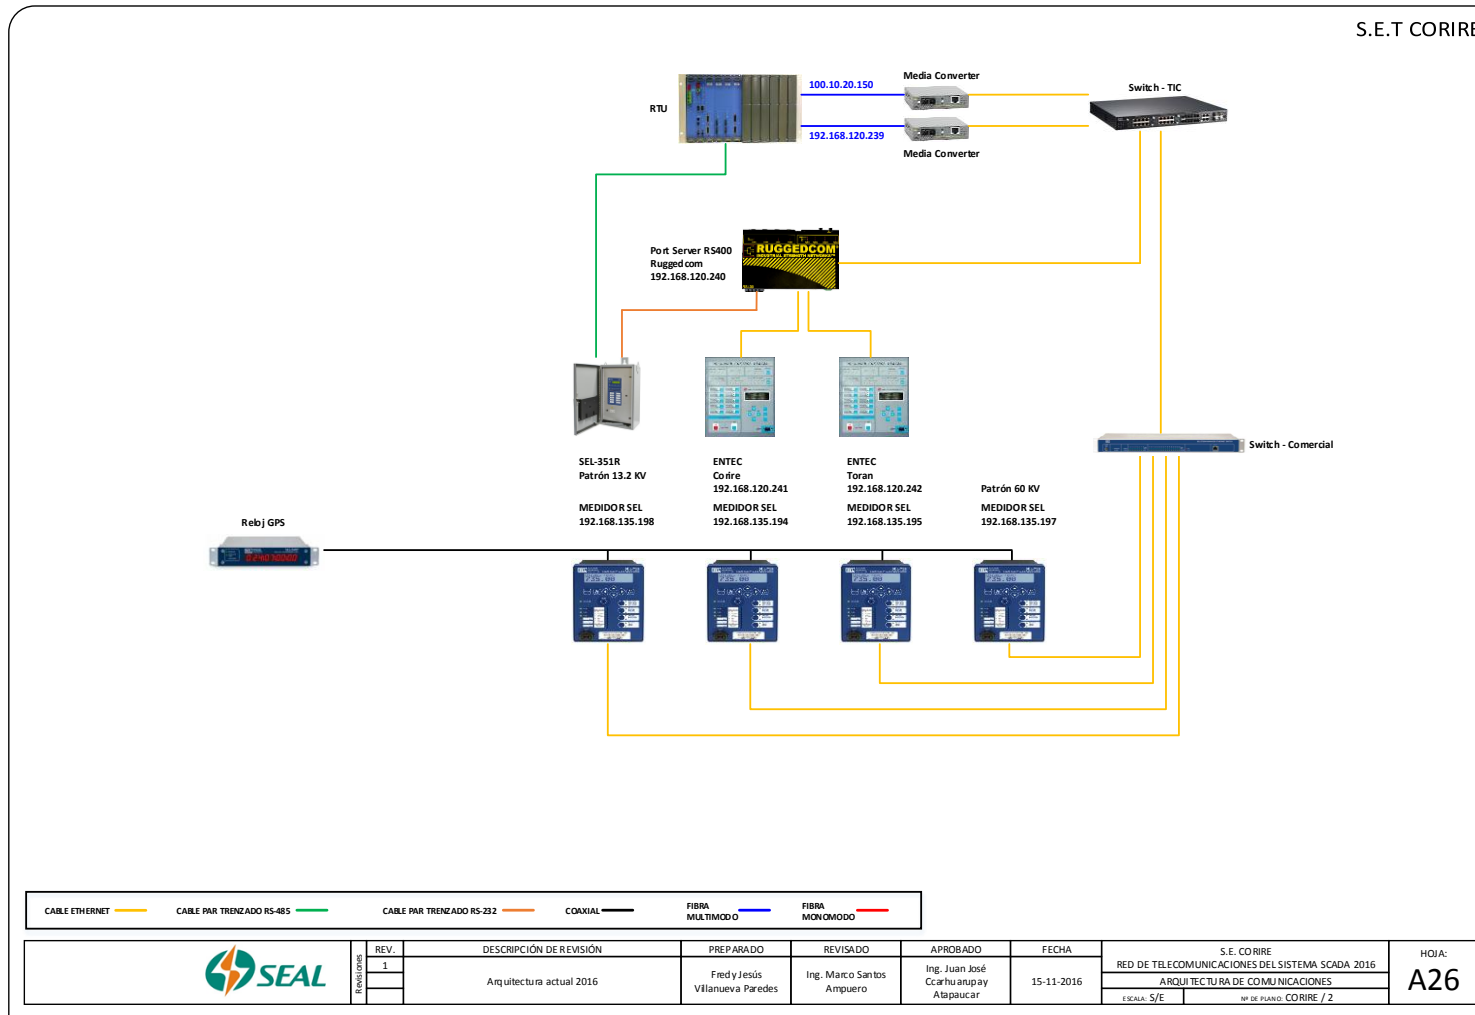 S.E.T CORIRE
Media Converter
100.10.20.150
Switch - TIC
RTU
192.168.120.239
Media Converter
RUGGEDCOM
INDUSTRIAL STRENGTH NETWORKS
Port Server RS400
Ruggedcom
192.168.120.240
Switch - Comercial
SEL-351R
Patrón 13.2 KV
ENTEC
Corire
192.168.120.241
ENTEC
Toran
192.168.120.242
Patrón 60 KV
MEDIDOR SEL
192.168.135.198
MEDIDOR SEL
192.168.135.194
MEDIDOR SEL
192.168.135.195
MEDIDOR SEL
192.168.135.197
Reloj GPS
CABLE ETHERNET
CABLE PAR TRENZADO RS-485
CABLE PAR TRENZADO RS-232
COAXIAL
FIBRA
MULTIMODO
FIBRA
MONOMODO
SEAL
Revisiones
REV.
DESCRIPCIÓN DE REVISIÓN
PREPARADO
REVISADO
APROBADO
FECHA
1
Arquitectura actual 2016
Fredy Jesús
Villanueva Paredes
Ing. Marco Santos
Ampuero
Ing. Juan José
Ccarhuarupay
Atapaucar
15-11-2016
S.E. CORIRE
RED DE TELECOMUNICACIONES DEL SISTEMA SCADA 2016
ARQUITECTURA DE COMUNICACIONES
ESCALA: S/E
Nº DE PLANO: CORIRE / 2
HOJA:
A26